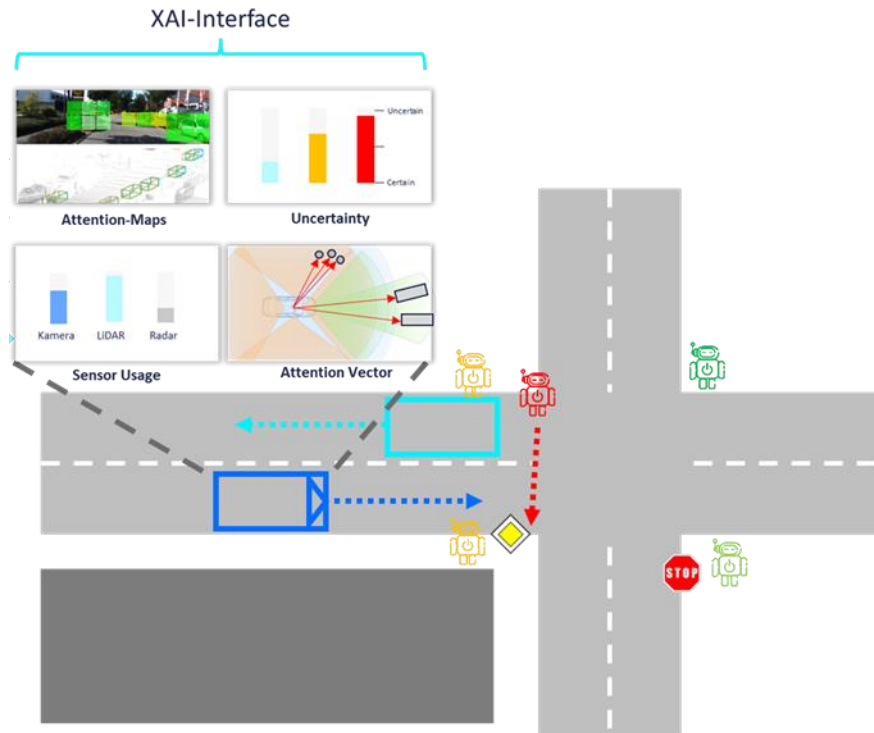 XAI-Interface
Uncertain
Certain
Attention-Maps
Uncertainty
Kamera LiDAR Radar
Sensor Usage
Attention Vector
STOP